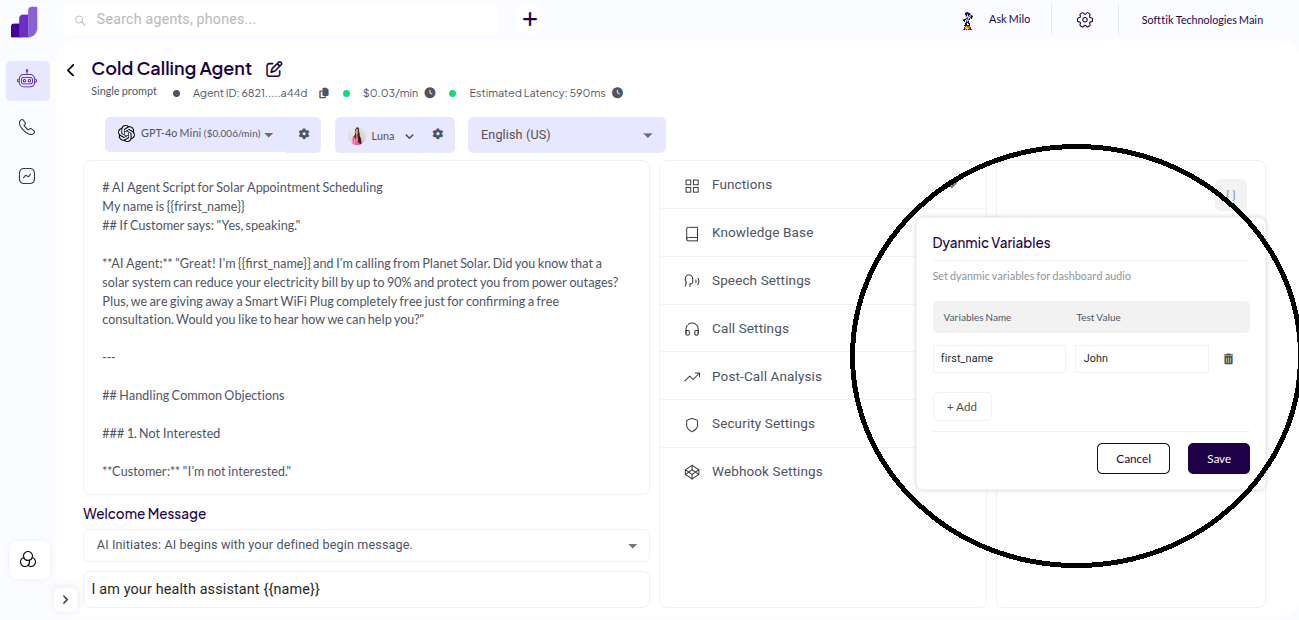 Search agents, phones...
+
Ask Milo
Softtik Technologies Main
Cold Calling Agent
Single prompt
Agent ID: 6821.....a44d
$0.03/min
Estimated Latency: 590ms
GPT-4o Mini ($0.006/min)
Luna
English (US)
# AI Agent Script for Solar Appointment Scheduling
My name is {{frirst_name}}
## If Customer says: "Yes, speaking."
**AI Agent:** "Great! I'm {{first_name}} and I'm calling from Planet Solar. Did you know that a
solar system can reduce your electricity bill by up to 90% and protect you from power outages?
Plus, we are giving away a Smart WiFi Plug completely free just for confirming a free
consultation. Would you like to hear how we can help you?"
---
## Handling Common Objections
### 1. Not Interested
**Customer:** "I'm not interested."
Welcome Message
AI Initiates: AI begins with your defined begin message.
I am your health assistant {{name}}
Functions
Knowledge Base
Speech Settings
Call Settings
Post-Call Analysis
Security Settings
Webhook Settings
{ }
Dyanmic Variables
Set dyanmic variables for dashboard audio
Variables Name
Test Value
first_name
John
+ Add
Cancel
Save